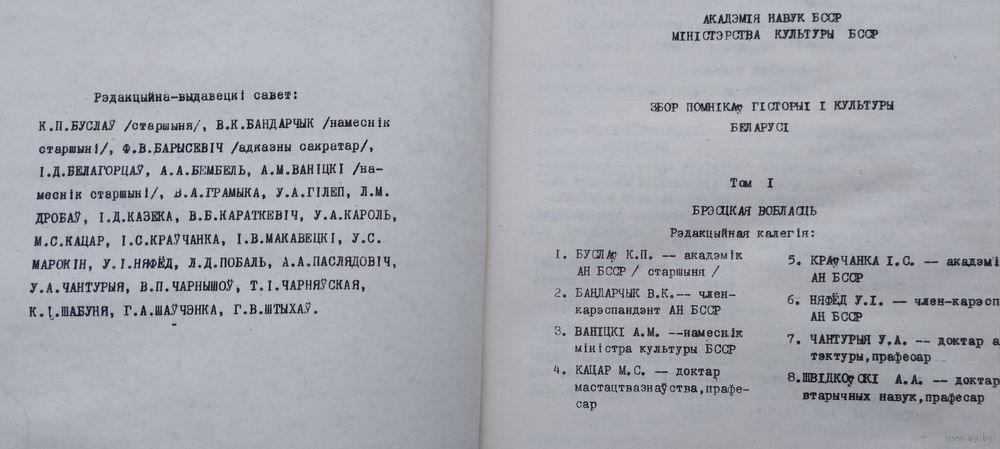 Рэдакцыйна-выдавецкі савет:
К.П.БУСЛАЎ /старшыня/, В.К.БАНДАРЧЫК /намеснік
старшыні/, Ф.В.БАРЫСЕВІЧ /адказны сакратар/,
І.Д.БЕЛАГОРЦАЎ, А.А.БЕМБЕЛЬ, А.М.ВАНІЦКІ /на-
меснік старшыні/, В.А.ГРАМЫКА, У.А.ГІЛЕП, Л.М.
ДРОБАЎ, І.Д.КАЗЕКА, В.Б.КАРАТКЕВІЧ, У.А.КАРОЛЬ,
М.С.КАЦАР, І.С.КРАЎЧАНКА, І.В.МАКАВЕЦКІ, У.С.
МАРОКІН, У.І.НЯФЁД, Л.Д.ПОБАЛЬ, А.А.ПАСЛЯДОВІЧ,
У.А.ЧАНТУРЫЯ, В.П.ЧАРНЫШОЎ, Т.І.ЧАРНЯЎСКАЯ,
К.І.ШАБУНЯ, Г.А.ШАЎЧЭНКА, Г.В.ШТЫХАЎ.
АКАДЭМІЯ НАВУК БССР
МІНІСТЭРСТВА КУЛЬТУРЫ БССР
ЗБОР ПОМНІКАЎ ГІСТОРЫІ І КУЛЬТУРЫ
БЕЛАРУСІ
Том I
БРЭСЦКАЯ ВОБЛАСЦЬ
Рэдакцыйная калегія:
1. БУСЛАЎ К.П. — акадэмік
АН БССР / старшыня /
2. БАНДАРЧЫК В.К.-- член-
карэспандэнт АН БССР
3. ВАНІЦКІ А.М. --намеснік
міністра культуры БССР
4. КАЦАР М.С. -- доктар
мастацтвазнаўства,прафе-
сар
5. КРАЎЧАНКА І.С. -- акадэмі
АН БССР
6. НЯФЁД У.І. — член-карэсп
АН БССР
7. ЧАНТУРЫЯ У.А. -- доктар а
тэктуры,прафесар
8.ШВІДКОЎСКІ А.А. -- доктар
втарычных навук,прафесар
www.ay.by